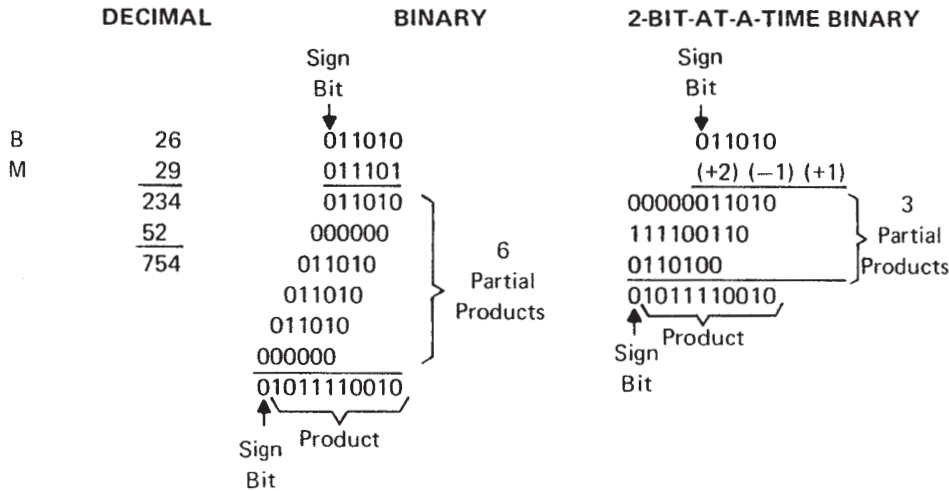 DECIMAL BINARY 2-BIT-AT-A-TIME BINARY
Sign Sign
Bit Bit
B 26 011010 011010
M 29 011101 (+2) (−1) (+1)
234 011010 00000011010 3
52 000000 111100110 Partial
754 011010 0110100 Products
6
Partial
Products
011010 01011110010
011010 Product
000000 Sign
01011110010 Bit
Product
Sign
Bit